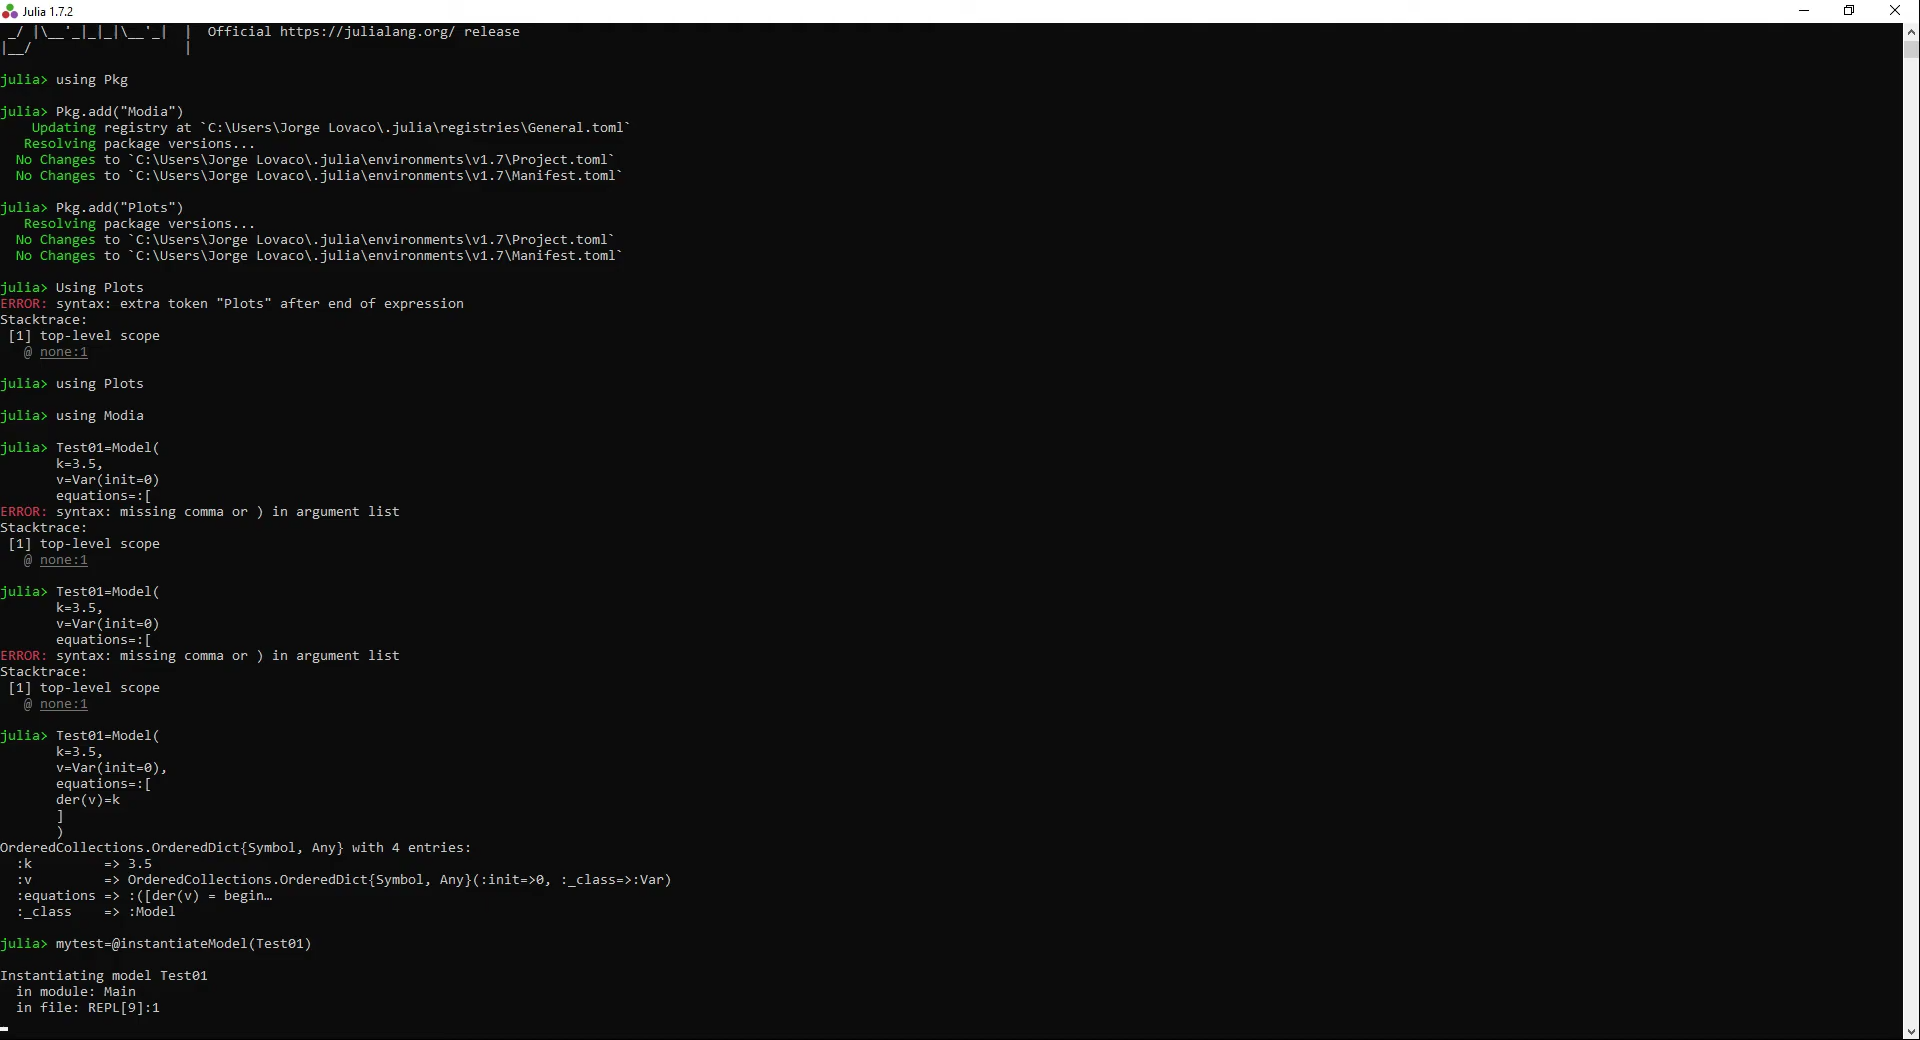 Julia 1.7.2
 _/ |\__'_|_|_|\__'_|  |  Official https://julialang.org/ release
|__/                   |
julia> using Pkg
julia> Pkg.add("Modia")
    Updating registry at `C:\Users\Jorge Lovaco\.julia\registries\General.toml`
   Resolving package versions...
  No Changes to `C:\Users\Jorge Lovaco\.julia\environments\v1.7\Project.toml`
  No Changes to `C:\Users\Jorge Lovaco\.julia\environments\v1.7\Manifest.toml`
julia> Pkg.add("Plots")
   Resolving package versions...
  No Changes to `C:\Users\Jorge Lovaco\.julia\environments\v1.7\Project.toml`
  No Changes to `C:\Users\Jorge Lovaco\.julia\environments\v1.7\Manifest.toml`
julia> Using Plots
ERROR: syntax: extra token "Plots" after end of expression
Stacktrace:
 [1] top-level scope
   @ none:1
julia> using Plots
julia> using Modia
julia> Test01=Model(
       k=3.5,
       v=Var(init=0)
       equations=:[
ERROR: syntax: missing comma or ) in argument list
Stacktrace:
 [1] top-level scope
   @ none:1
julia> Test01=Model(
       k=3.5,
       v=Var(init=0)
       equations=:[
ERROR: syntax: missing comma or ) in argument list
Stacktrace:
 [1] top-level scope
   @ none:1
julia> Test01=Model(
       k=3.5,
       v=Var(init=0),
       equations=:[
       der(v)=k
       ]
       )
OrderedCollections.OrderedDict{Symbol, Any} with 4 entries:
  :k         => 3.5
  :v         => OrderedCollections.OrderedDict{Symbol, Any}(:init=>0, :_class=>:Var)
  :equations => :([der(v) = begin…
  :_class    => :Model
julia> mytest=@instantiateModel(Test01)
Instantiating model Test01
  in module: Main
  in file: REPL[9]:1